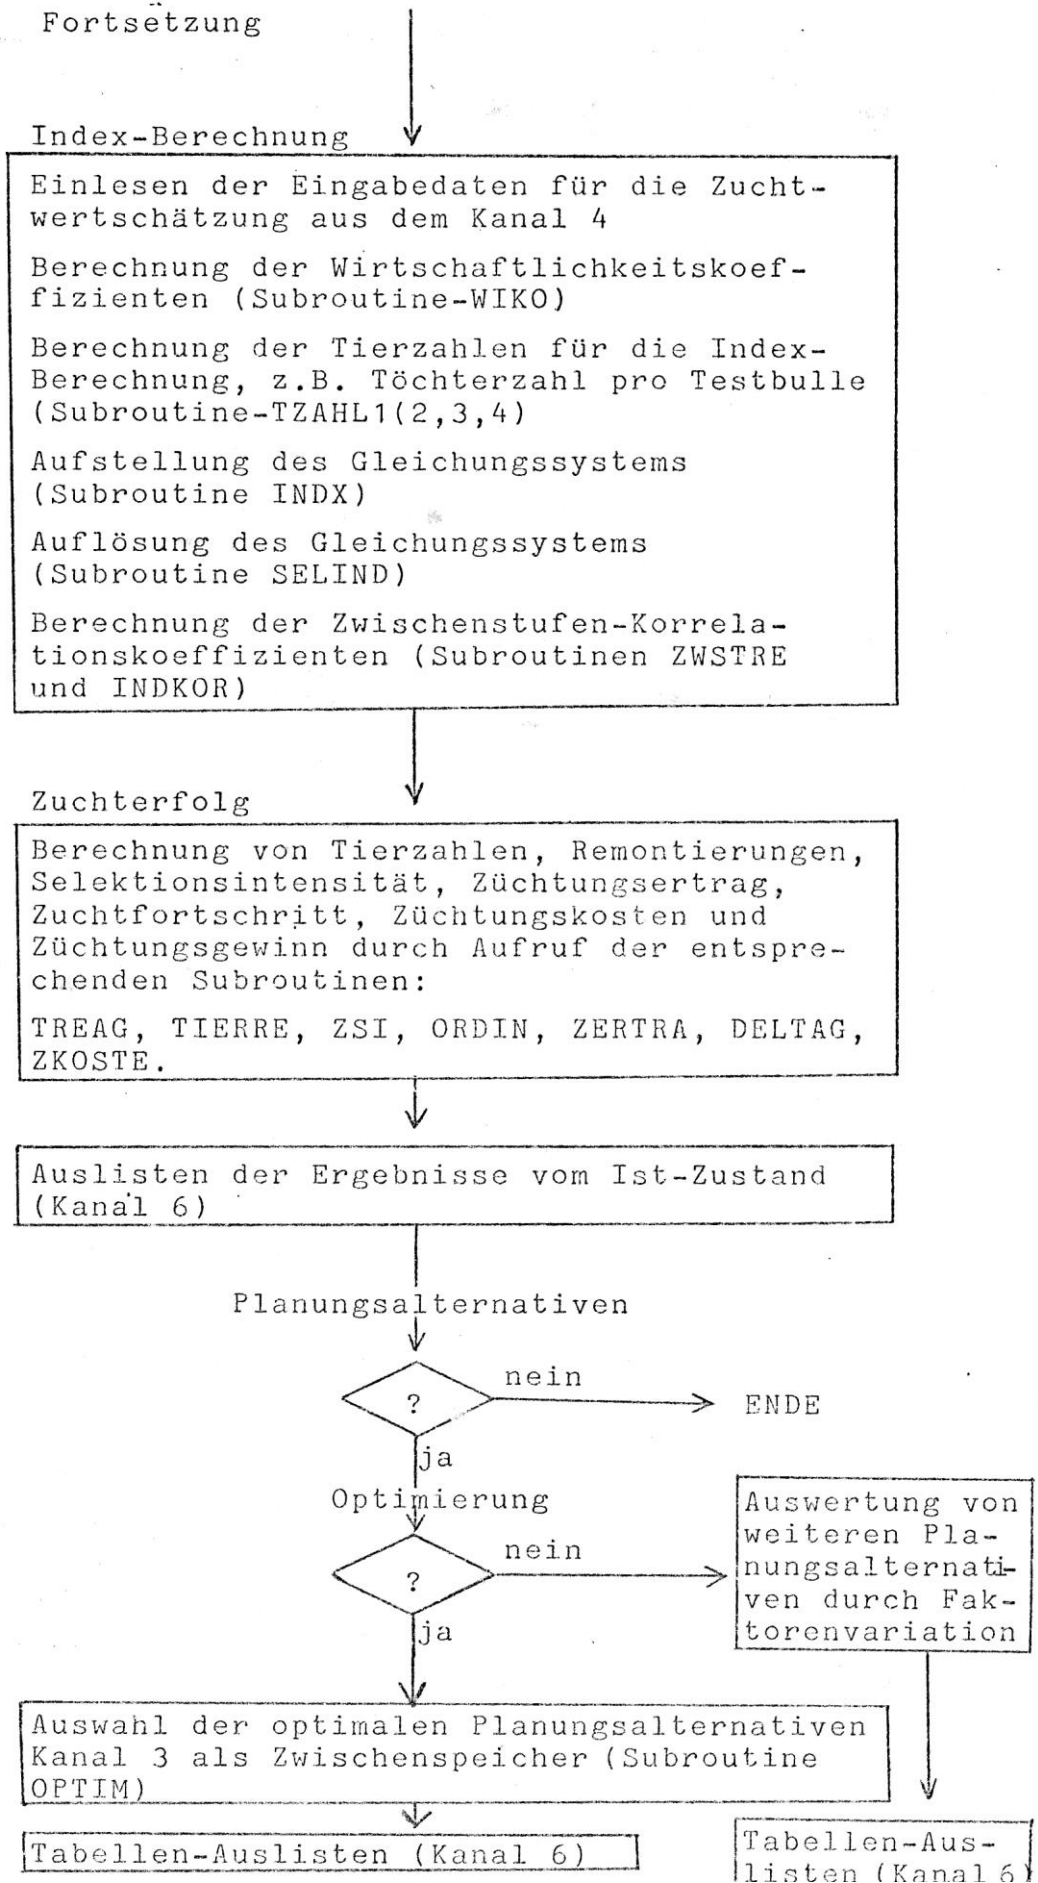 Fortsetzung
Index-Berechnung
Einlesen der Eingabedaten für die Zucht-
wertschätzung aus dem Kanal 4
Berechnung der Wirtschaftlichkeitskoef-
fizienten (Subroutine-WIKO)
Berechnung der Tierzahlen für die Index-
Berechnung, z.B. Töchterzahl pro Testbulle
(Subroutine-TZAHL1(2,3,4)
Aufstellung des Gleichungssystems
(Subroutine INDX)
Auflösung des Gleichungssystems
(Subroutine SELIND)
Berechnung der Zwischenstufen-Korrela-
tionskoeffizienten (Subroutinen ZWSTRE
und INDKOR)
Zuchterfolg
Berechnung von Tierzahlen, Remontierungen,
Selektionsintensität, Züchtungsertrag,
Zuchtfortschritt, Züchtungskosten und
Züchtungsgewinn durch Aufruf der entspre-
chenden Subroutinen:
TREAG, TIERRE, ZSI, ORDIN, ZERTRA, DELTAG,
ZKOSTE.
Auslisten der Ergebnisse vom Ist-Zustand
(Kanal 6)
Planungsalternativen
nein
?
ENDE
ja
Optimierung
nein
?
ja
Auswertung von
weiteren Pla-
nungsalternati-
ven durch Fak-
torenvariation
Auswahl der optimalen Planungsalternativen
Kanal 3 als Zwischenspeicher (Subroutine
OPTIM)
Tabellen-Auslisten (Kanal 6)
Tabellen-Aus-
listen (Kanal 6)